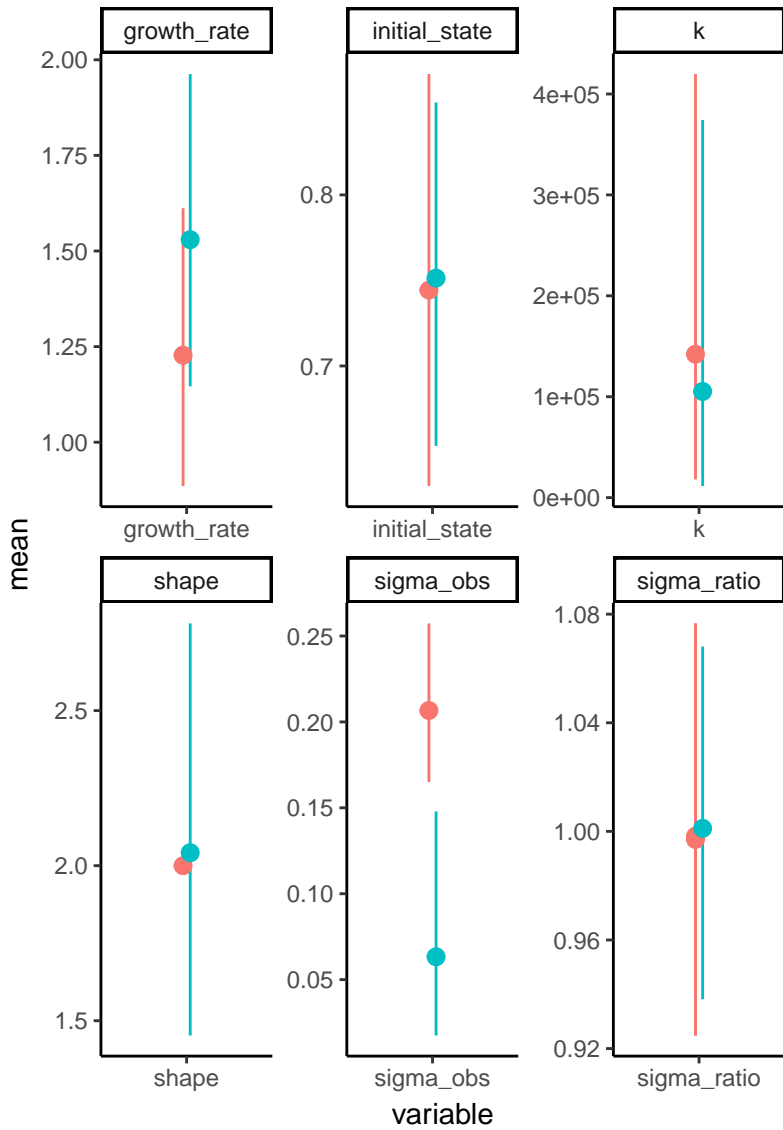 growth_rate
initial_state
k
2.00
1.75
1.50
1.25
1.00
0.8
0.7
4e+05
3e+05
2e+05
1e+05
0e+00
growth_rate
initial_state
k
mean
shape
sigma_obs
sigma_ratio
2.5
2.0
1.5
0.25
0.20
0.15
0.10
0.05
1.08
1.04
1.00
0.96
0.92
shape
sigma_obs
sigma_ratio
variable